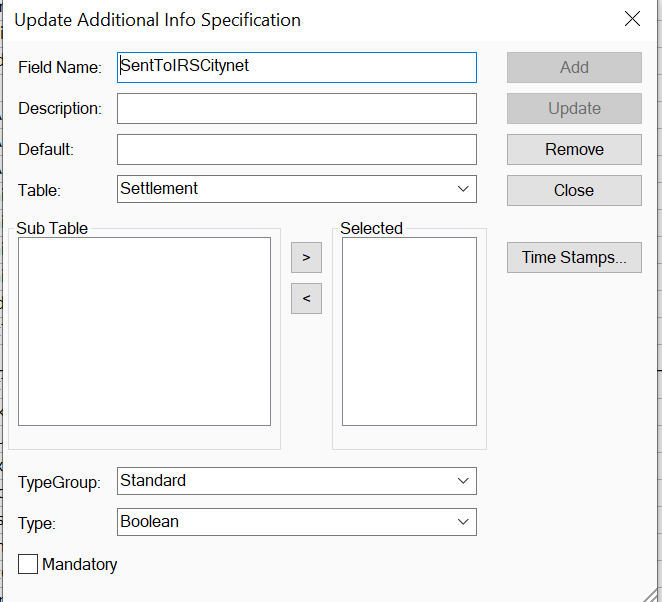 Update Additional Info Specification
Field Name: SentToIRSCitynet Add
Description: Update
Default: Remove
Table: Settlement Close
Sub Table Selected
> Time Stamps...
<
TypeGroup: Standard
Type: Boolean
Mandatory